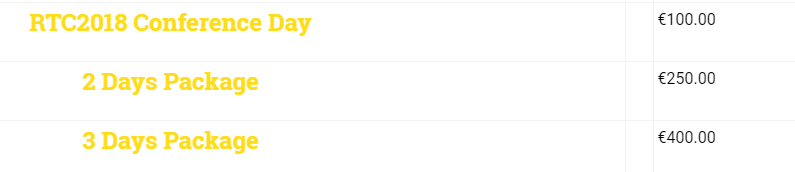 RTC2018 Conference Day €100.00
2 Days Package €250.00
3 Days Package €400.00